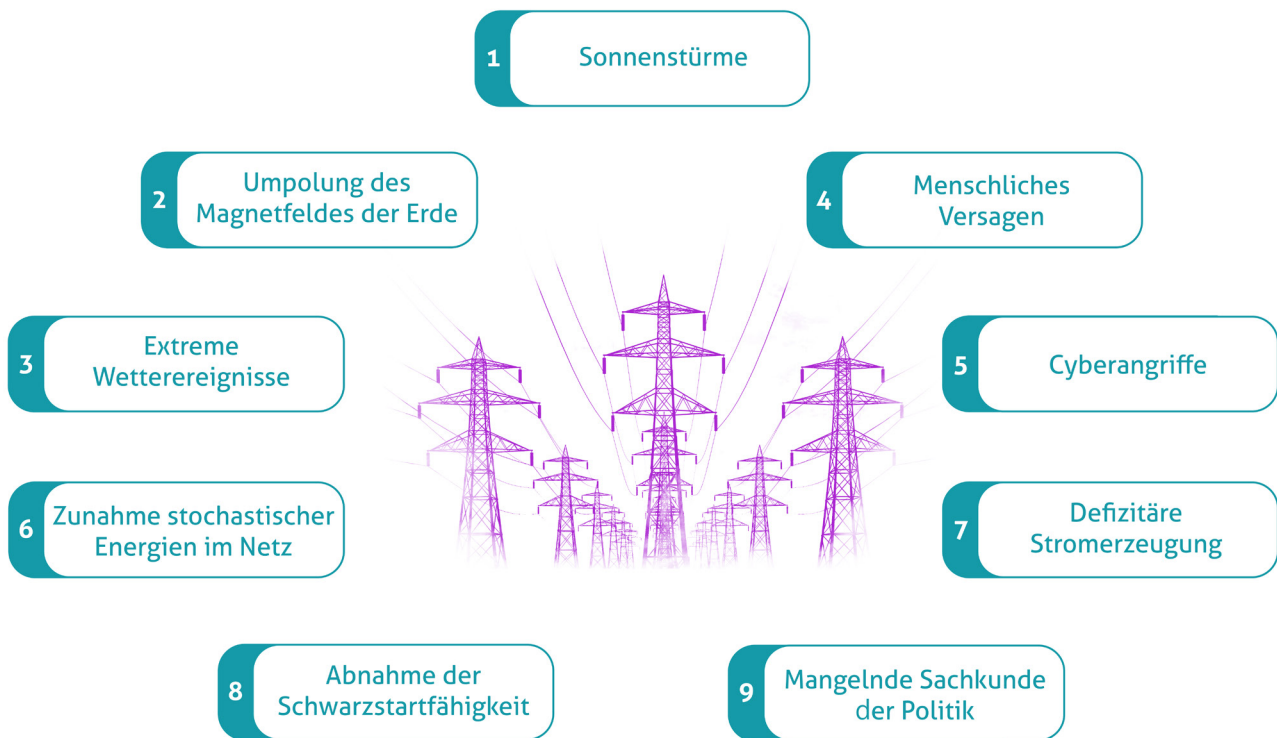 1
Sonnenstürme
2
Umpolung des
Magnetfeldes der Erde
4
Menschliches
Versagen
3
Extreme
Wetterereignisse
5
Cyberangriffe
6
Zunahme stochastischer
Energien im Netz
7
Defizitäre
Stromerzeugung
8
Abnahme der
Schwarzstartfähigkeit
9
Mangelnde Sachkunde
der Politik